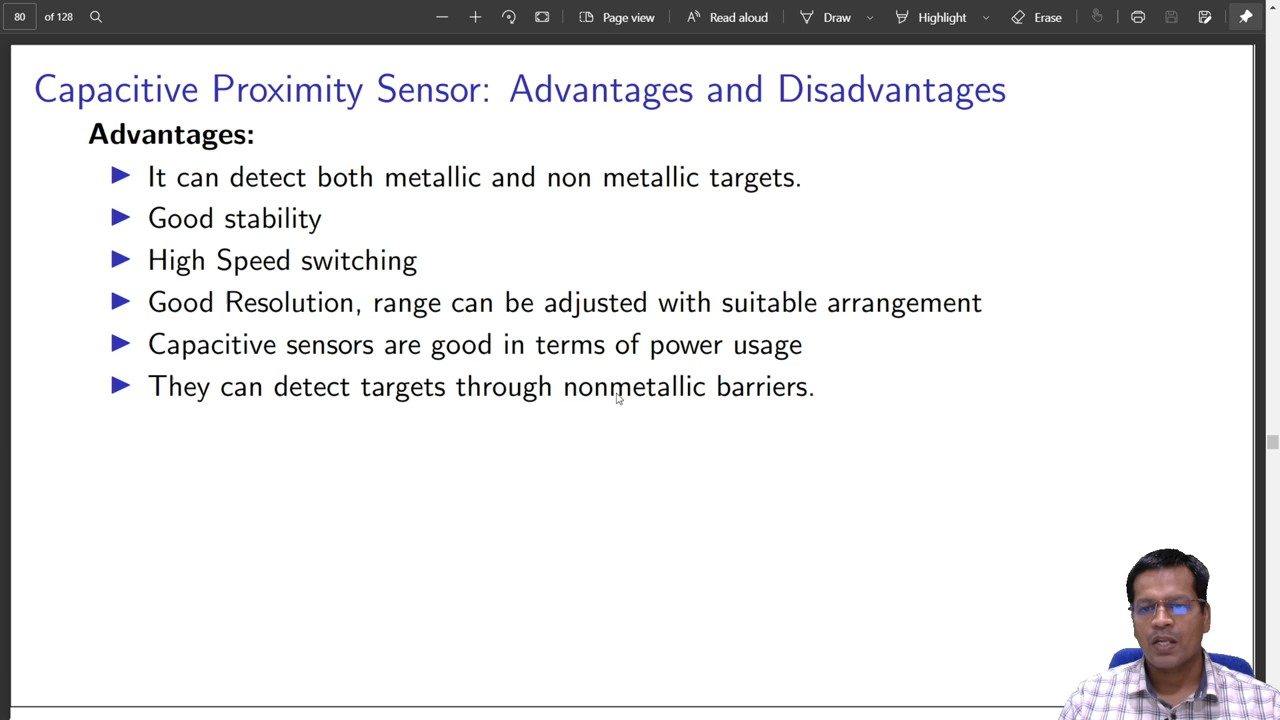 80 of 128 Page view Read aloud Draw Highlight Erase
Capacitive Proximity Sensor: Advantages and Disadvantages
Advantages:
It can detect both metallic and non metallic targets.
Good stability
High Speed switching
Good Resolution, range can be adjusted with suitable arrangement
Capacitive sensors are good in terms of power usage
They can detect targets through nonmetallic barriers.